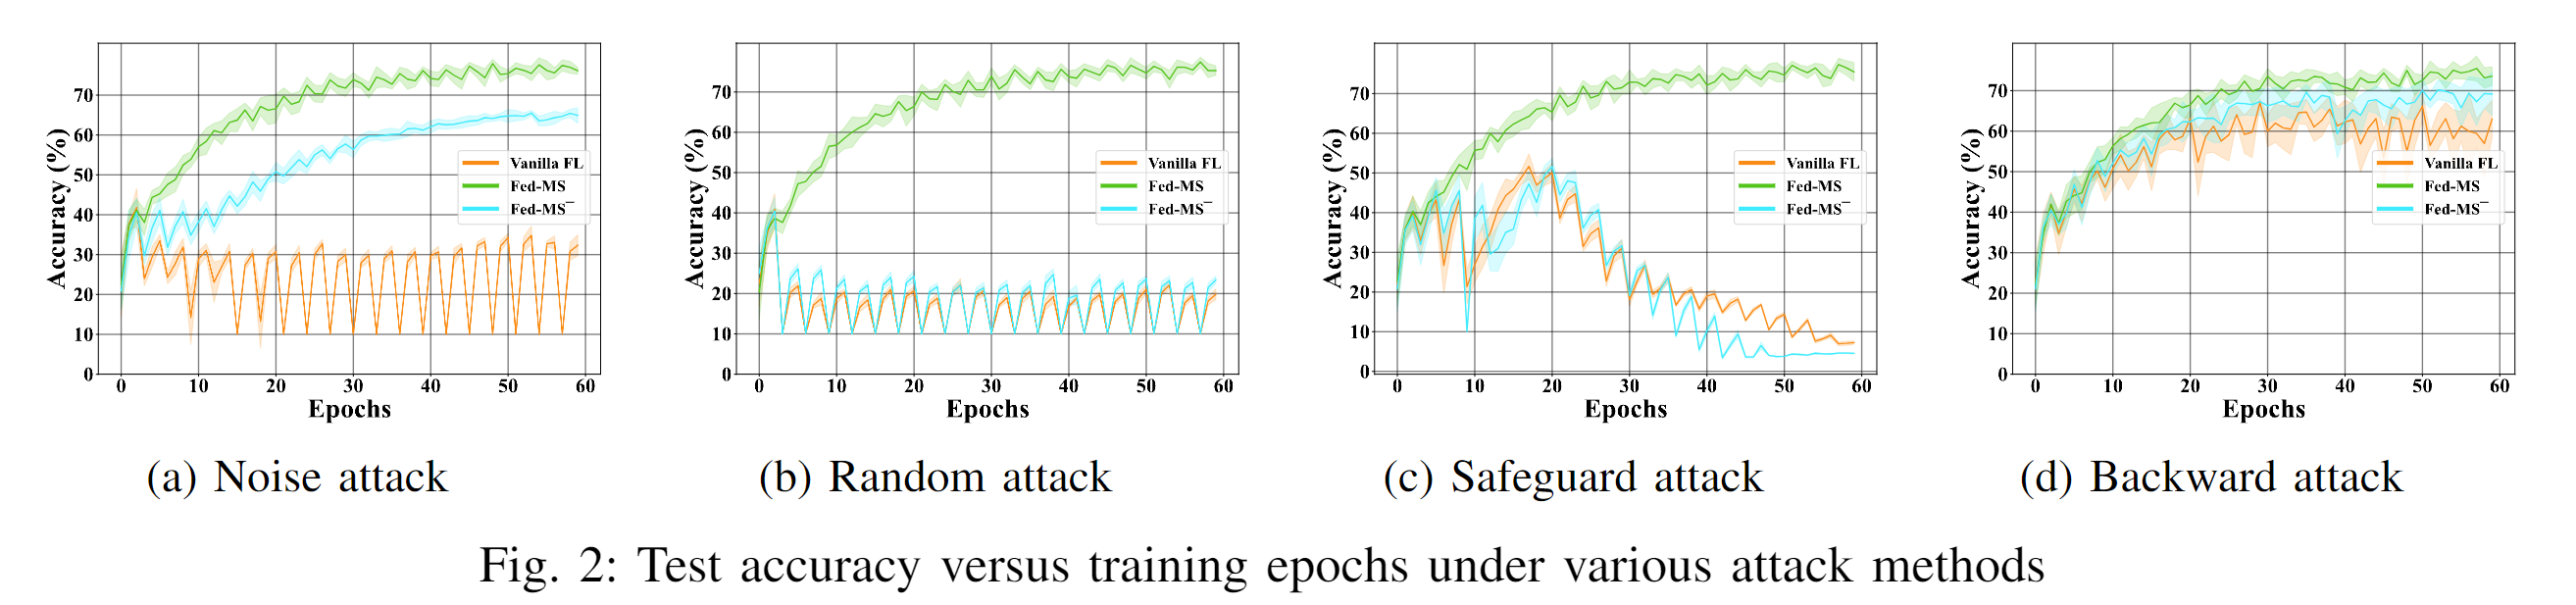 Accuracy (%)
70
60
50
40
30
20
10
0
Vanilla FL
Fed-MS
Fed-MS⁻
0 10 20 30 40 50 60
Epochs
(a) Noise attack
Accuracy (%)
70
60
50
40
30
20
10
0
Vanilla FL
Fed-MS
Fed-MS⁻
0 10 20 30 40 50 60
Epochs
(b) Random attack
Accuracy (%)
70
60
50
40
30
20
10
0
Vanilla FL
Fed-MS
Fed-MS⁻
0 10 20 30 40 50 60
Epochs
(c) Safeguard attack
Accuracy (%)
70
60
50
40
30
20
10
0
Vanilla FL
Fed-MS
Fed-MS⁻
0 10 20 30 40 50 60
Epochs
(d) Backward attack
Fig. 2: Test accuracy versus training epochs under various attack methods